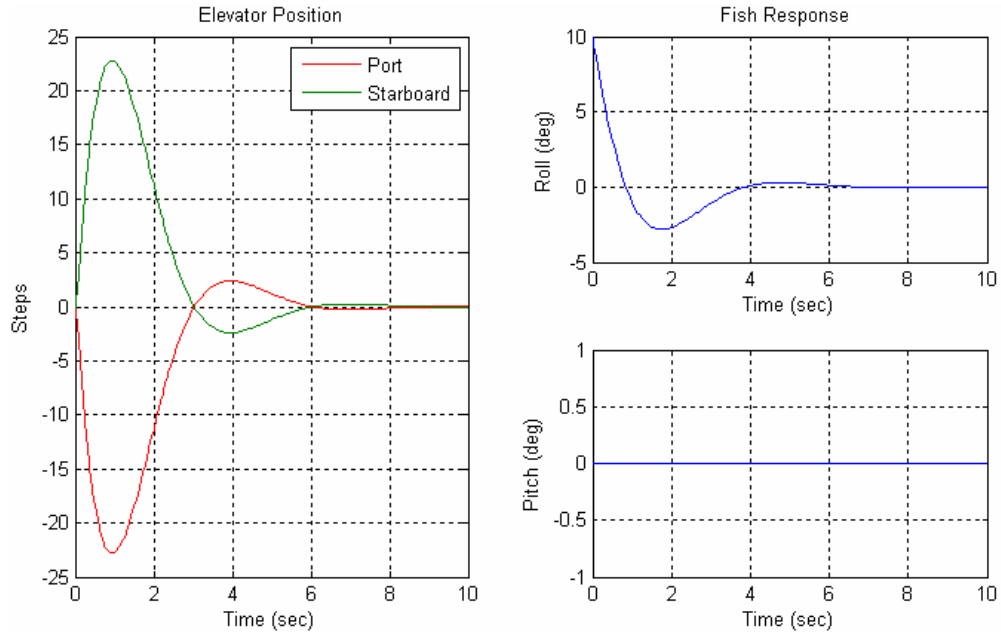 Elevator Position
25
20
15
10
5
0
-5
-10
-15
-20
-25
Steps
Port
Starboard
0 2 4 6 8 10
Time (sec)
Fish Response
10
5
0
-5
Roll (deg)
0 2 4 6 8 10
Time (sec)
1
0.5
0
-0.5
-1
Pitch (deg)
0 2 4 6 8 10
Time (sec)